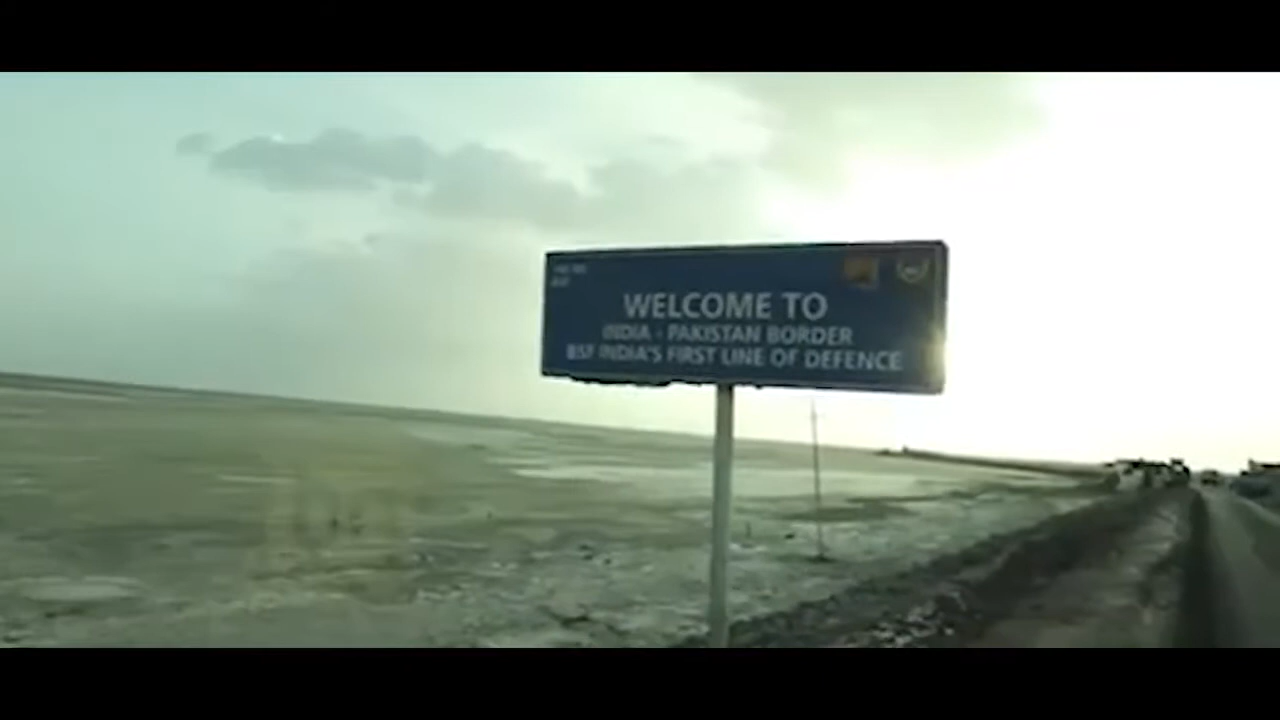 WELCOME TO
INDIA - PAKISTAN BORDER
BSF INDIA'S FIRST LINE OF DEFENCE